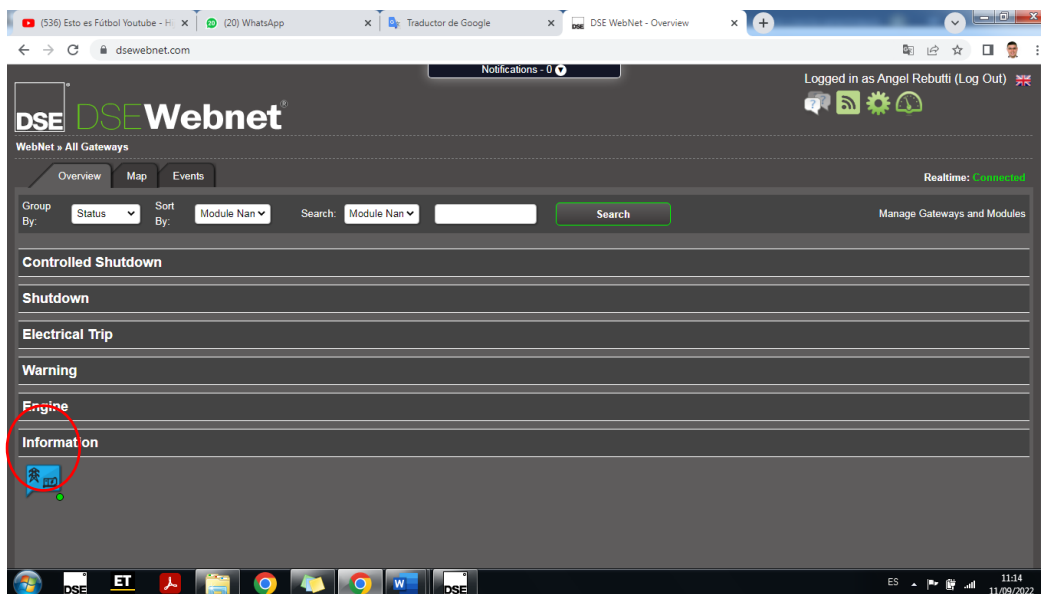 (536) Esto es Fútbol Youtube - H
(20) WhatsApp
Traductor de Google
DSE WebNet - Overview
dsewebnet.com
Notifications - 0
Logged in as Angel Rebutti (Log Out)
DSE DSEWebnet®
WebNet » All Gateways
Overview Map Events
Realtime: Connected
Group By: Status Sort By: Module Nan Search: Module Nan Search Manage Gateways and Modules
Controlled Shutdown
Shutdown
Electrical Trip
Warning
Engine
Information
DSE ET W DSE ES 11:14
11/09/2022